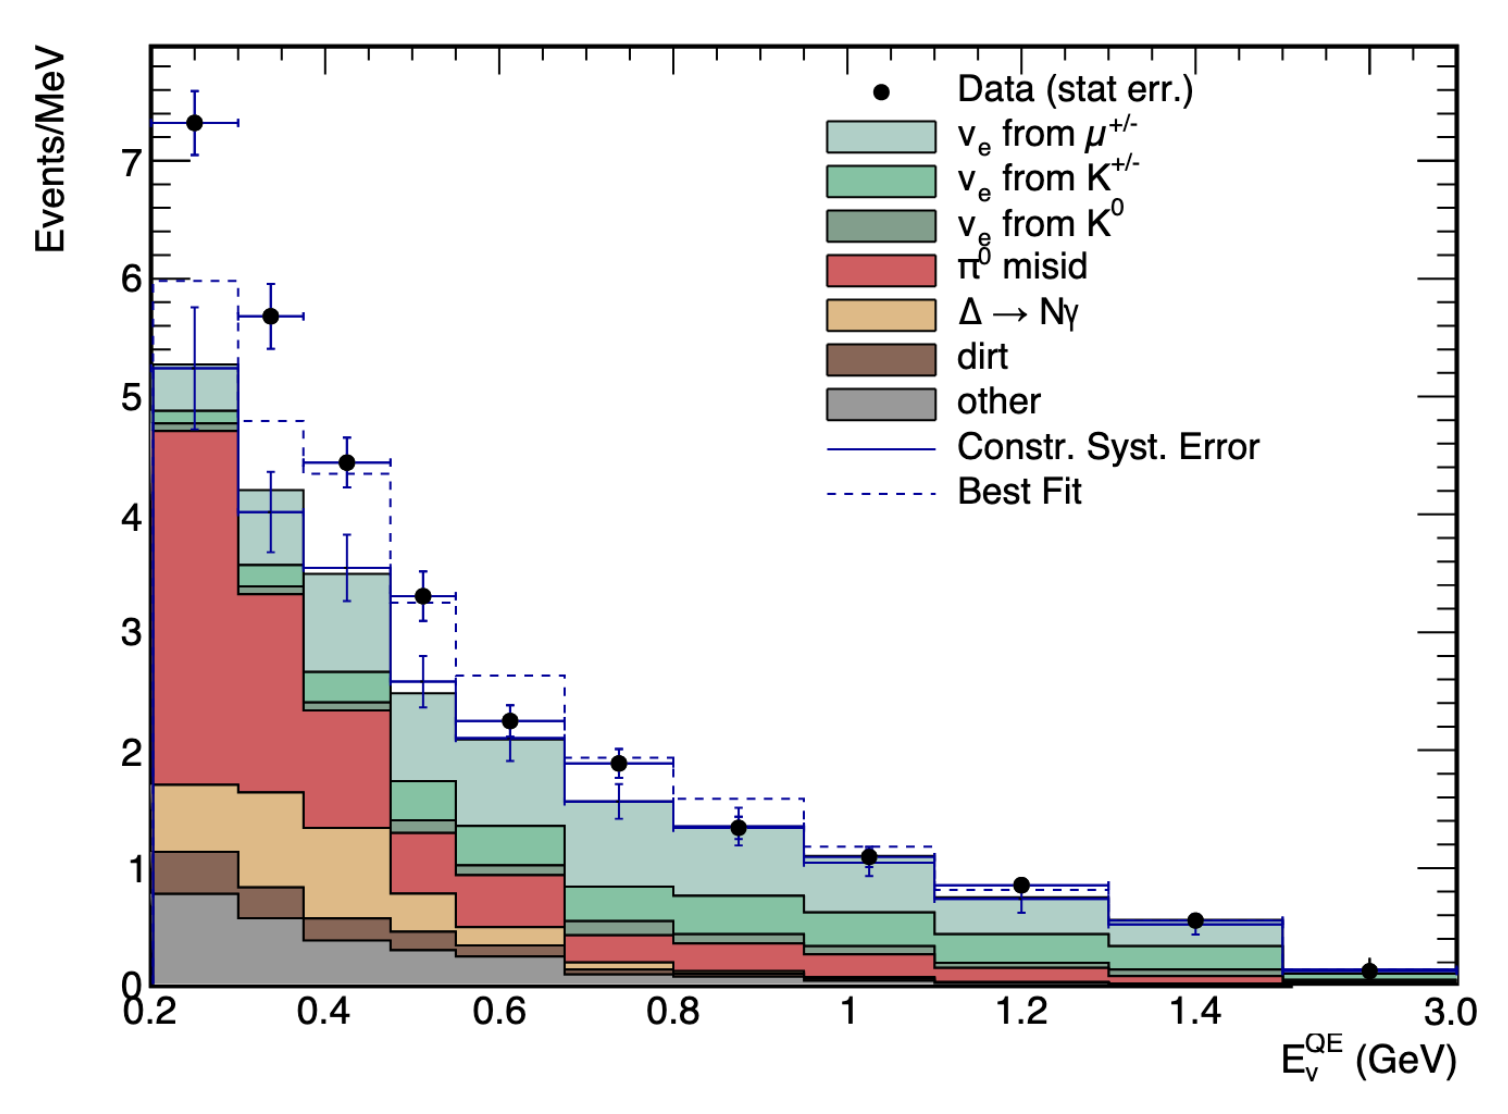 Events/MeV
7
6
5
4
3
2
1
0
Data (stat err.)
νe from μ+/-
νe from K+/-
νe from K0
π0 misid
Δ → Nγ
dirt
other
Constr. Syst. Error
Best Fit
0.2 0.4 0.6 0.8 1 1.2 1.4 3.0
EνQE (GeV)